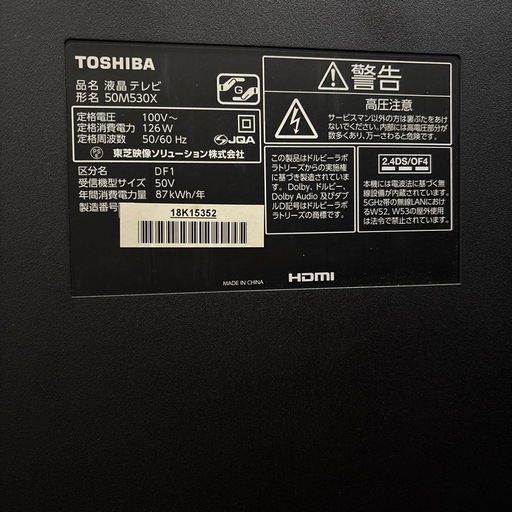 TOSHIBA
品名 液晶テレビ
形名 50M530X
定格電圧 100V~
定格消費電力 126W
定格周波数 50/60 Hz
JQA
PS
東芝映像ソリューション株式会社
区分名 DF1
受信機型サイズ 50V
年間消費電力量 87kWh/年
製造番号
18K15352
G
警告
高圧注意
サービスマン以外の方は裏ぶたをあけ
ないでください。内部には高電圧部分が
数多くあり、万一さわると危険です。
この製品はドルビーラボ
ラトリーズからの実施権
に基づき製造されていま
す。Dolby、ドルビー、
Dolby Audio 及びダブ
ルD記号はドルビーラボ
ラトリーズの商標です。
2.4DS/OF4
本機には電波法に基づく無
線設備が内蔵されています。
5GHz帯の無線LANにおけ
るW52、W53の屋外使用
は法令で禁止されています。
MADE IN CHINA
HDMI